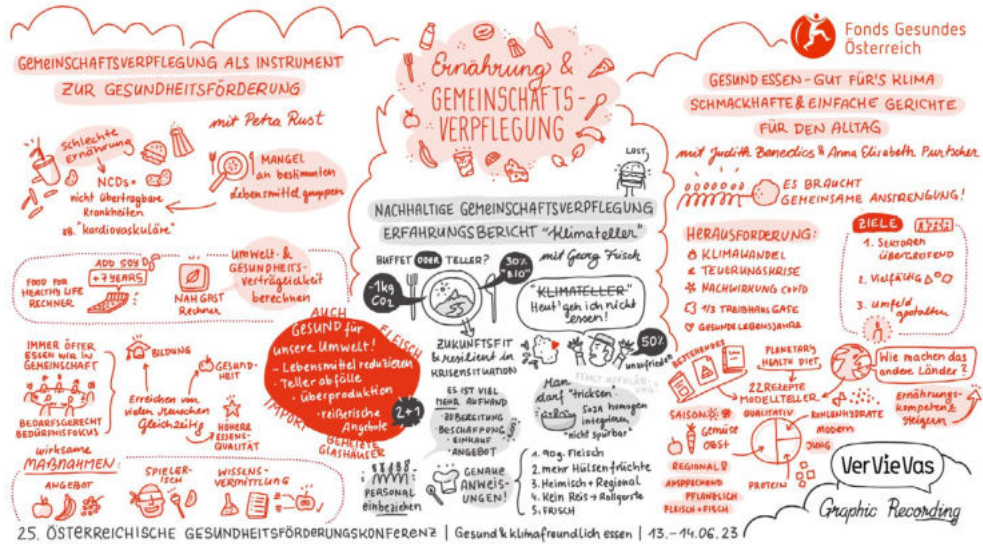 Fonds Gesundes
Österreich
Ernährung &
GEMEINSCHAFTS-
VERPFLEGUNG
GEMEINSCHAFTSVERPFLEGUNG ALS INSTRUMENT
ZUR GESUNDHEITSFÖRDERUNG
mit Petra Rust
schlechte
Ernährung
NCDs =
nicht übertragbare
Krankheiten
zB. "kardiovaskuläre"
MANGEL
an bestimmten
Lebensmittelgruppen
FOOD FOR
HEALTHY LIFE
RECHNER
ADD SOY
+7 YEARS
NAHGAST
Rechner
Umwelt- &
GESUNDHEITS-
verträglichkeit
berechnen
IMMER ÖFTER
ESSEN WIR IN
GEMEINSCHAFT
BEDARFSGERECHT
BEDÜRFNISFOKUS
BILDUNG
GESUND-
HEIT
Erreichen von
vielen Menschen
Gleichzeitig
HÖHERE
ESSENS-
QUALITÄT
wirksame
MAẞNAHMEN:
ANGEBOT
SPIELER-
ISCH
WISSENS-
VERMITTLUNG
LOST
NACHHALTIGE GEMEINSCHAFTSVERPFLEGUNG
ERFAHRUNGSBERICHT "Klimateller"
mit Georg Frisch
BUFFET ODER TELLER?
-1kg
CO2
30%
"BIO"
"KLIMATELLER"
Heut' geh ich nicht
essen!
50%
unzufrieden
FEHLT AUFKLÄRUNG
ZUKUNFTSFIT
& resilient in
KRISENSITUATION
AUCH
GESUND für
unsere Umwelt!
- Lebensmittel reduzieren
- Tellerabfälle
• Überproduktion
• reißerische
Angebote
2+1
FLEISCH
IMPORT
BEHEIZTE
GLASHÄUSER
ES IST VIEL
MEHR AUFWAND
ZUBEREITUNG
• BESCHAFFUNG
• EINKAUF
• ANGEBOT
Man
darf "tricksen"
Soja homogen
integrieren,
"nicht spürbar"
PERSONAL
einbeziehen
GENAUE
ANWEIS-
UNGEN!
1. 90g. Fleisch
2. mehr Hülsenfrüchte
3. Heimisch + Regional
4. Kein Reis → Rollgerste
5. FRISCH
GESUND ESSEN - GUT FÜR'S KLIMA
SCHMACKHAFTE & EINFACHE GERICHTE
FÜR DEN ALLTAG
mit Judith Benedics & Anna Elisabeth Purtscher
ES BRAUCHT
GEMEINSAME ANSTRENGUNG!
HERAUSFORDERUNG:
KLIMAWANDEL
TEUERUNGSKRISE
NACHWIRKUNG COVID
1/3 TREIBHAUSGASE
GESUNDE LEBENSJAHRE
ZIELE
1. SEKTOREN
ÜBERGREIFEND
2. Vielfältig
3. Umfeld
gestalten
BESTEHENDES
PLANETARY
HEALTH DIET
22 REZEPTE
MODELLTELLER
Wie machen das
andere Länder?
Ernährungs-
kompetenz
steigern
SAISON
Gemüse
OBST
QUALITATIV
KOHLENHYDRATE
modern
JUNG
PROTEIN
REGIONAL &
ANSPRECHEND
PFLANZLICH
FLEISCH + FISCH
VerVieVas
Graphic Recording
25. ÖSTERREICHISCHE GESUNDHEITSFÖRDERUNGSKONFERENZ | Gesund & klimafreundlich essen | 13.-14.06.23